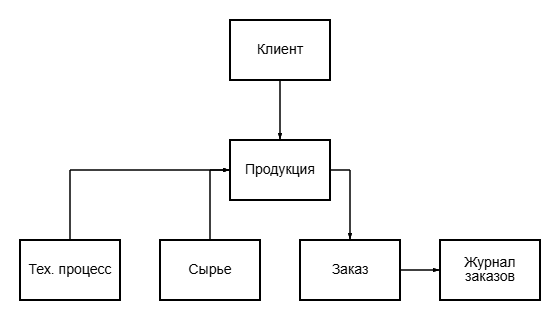 Клиент
Продукция
Тех. процесс
Сырье
Заказ
Журнал
заказов